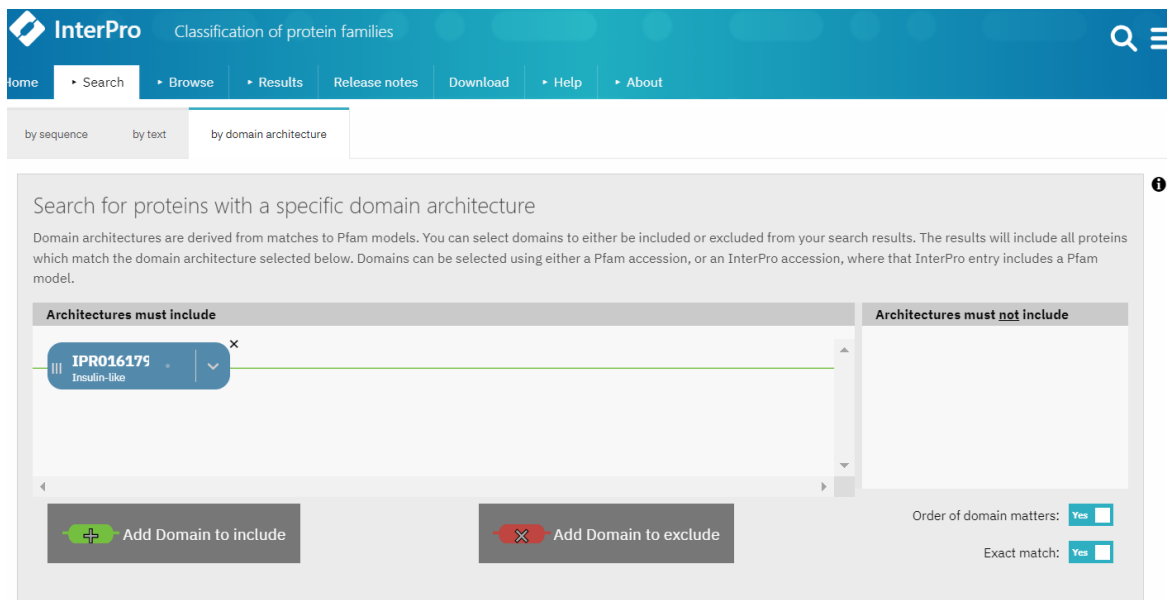 InterPro Classification of protein families
Home Search Browse Results Release notes Download Help About
by sequence by text by domain architecture
Search for proteins with a specific domain architecture
Domain architectures are derived from matches to Pfam models. You can select domains to either be included or excluded from your search results. The results will include all proteins
which match the domain architecture selected below. Domains can be selected using either a Pfam accession, or an InterPro accession, where that InterPro entry includes a Pfam
model.
Architectures must include
Architectures must not include
IPR016179
Insulin-like
Add Domain to include
Add Domain to exclude
Order of domain matters: Yes
Exact match: Yes